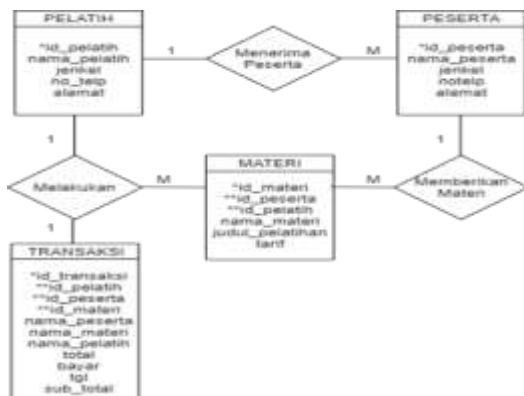 PELATIH
*id_pelatih
nama_pelatih
jenkel
no_telp
alamat
1
Menerima
Peserta
M
PESERTA
*id_peserta
nama_peserta
jenkel
notelp
alamat
1
1
Melakukan
M
MATERI
*id_materi
**id_peserta
**id_pelatih
nama_materi
judul_pelatihan
tarif
M
Memberikan
Materi
1
TRANSAKSI
*id_transaksi
**id_pelatih
**id_peserta
**id_materi
nama_peserta
nama_materi
nama_pelatih
total
bayar
tgl
sub_total